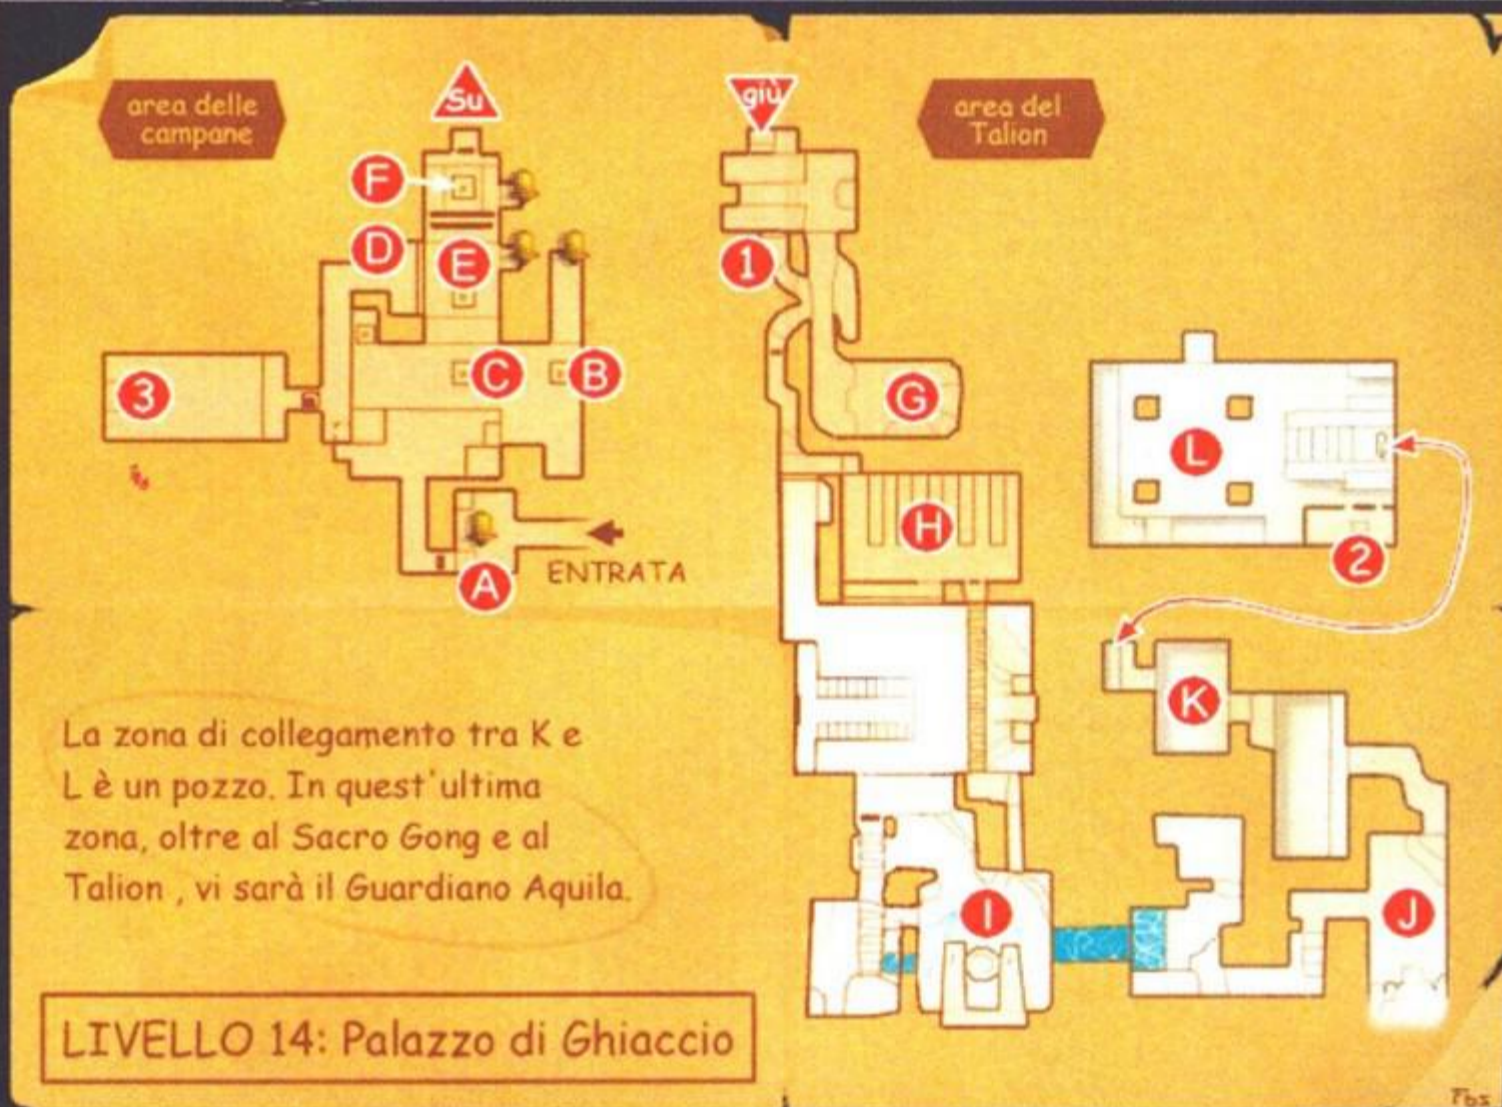 area delle
campane
Su
giù
area del
Talion
F
D
E
1
3
C
B
G
L
H
2
A
ENTRATA
K
La zona di collegamento tra K e
L è un pozzo. In quest'ultima
zona, oltre al Sacro Gong e al
Talion , vi sarà il Guardiano Aquila.
I
J
LIVELLO 14: Palazzo di Ghiaccio